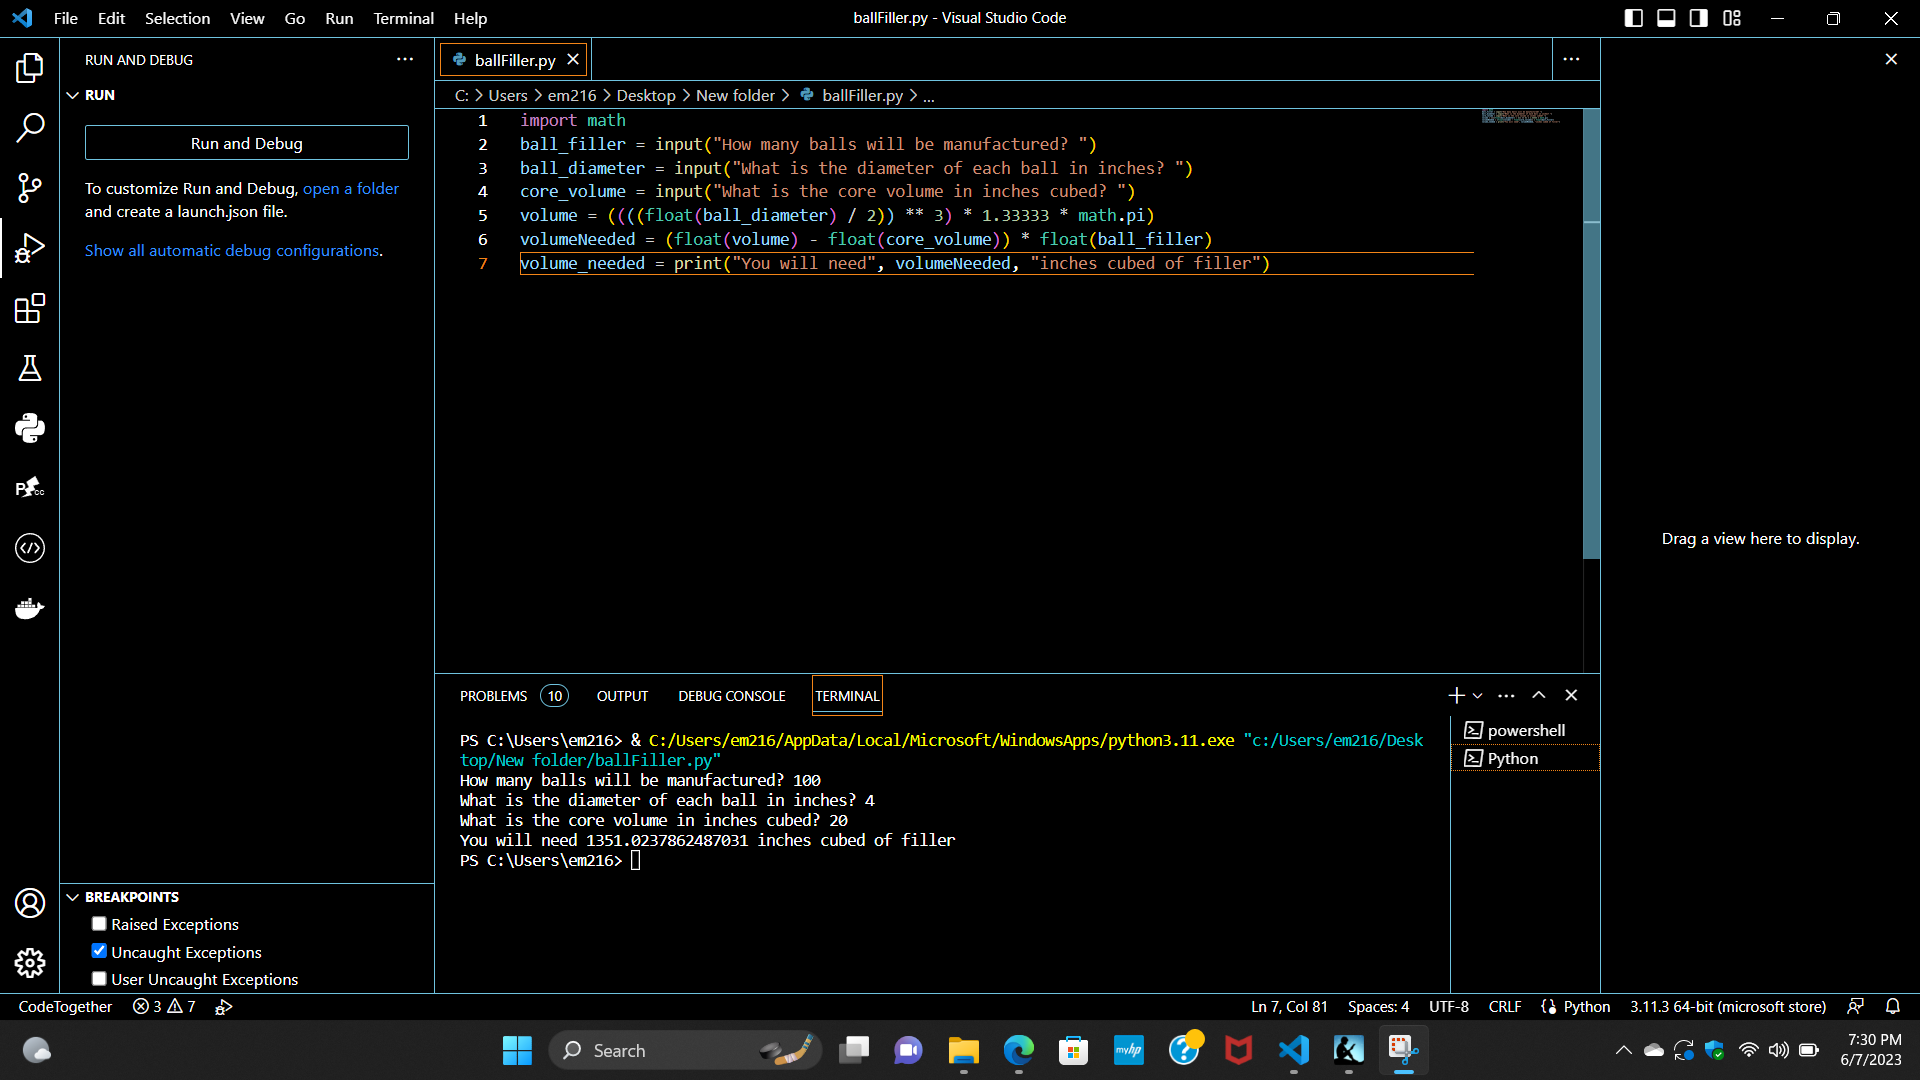 File Edit Selection View Go Run Terminal Help
ballFiller.py - Visual Studio Code
RUN AND DEBUG
RUN
Run and Debug
To customize Run and Debug, open a folder
and create a launch.json file.
Show all automatic debug configurations.
ballFiller.py
C: > Users > em216 > Desktop > New folder > ballFiller.py > ...
1 import math
2 ball_filler = input("How many balls will be manufactured? ")
3 ball_diameter = input("What is the diameter of each ball in inches? ")
4 core_volume = input("What is the core volume in inches cubed? ")
5 volume = ((((float(ball_diameter) / 2)) ** 3) * 1.33333 * math.pi)
6 volumeNeeded = (float(volume) - float(core_volume)) * float(ball_filler)
7 volume_needed = print("You will need", volumeNeeded, "inches cubed of filler")
Drag a view here to display.
PROBLEMS 10 OUTPUT DEBUG CONSOLE TERMINAL
PS C:\Users\em216> & C:/Users/em216/AppData/Local/Microsoft/WindowsApps/python3.11.exe "c:/Users/em216/Desk
top/New folder/ballFiller.py"
How many balls will be manufactured? 100
What is the diameter of each ball in inches? 4
What is the core volume in inches cubed? 20
You will need 1351.0237862487031 inches cubed of filler
PS C:\Users\em216>
powershell
Python
BREAKPOINTS
Raised Exceptions
Uncaught Exceptions
User Uncaught Exceptions
CodeTogether 3 7
Ln 7, Col 81 Spaces: 4 UTF-8 CRLF Python 3.11.3 64-bit (microsoft store)
Search
myhp
7:30 PM
6/7/2023